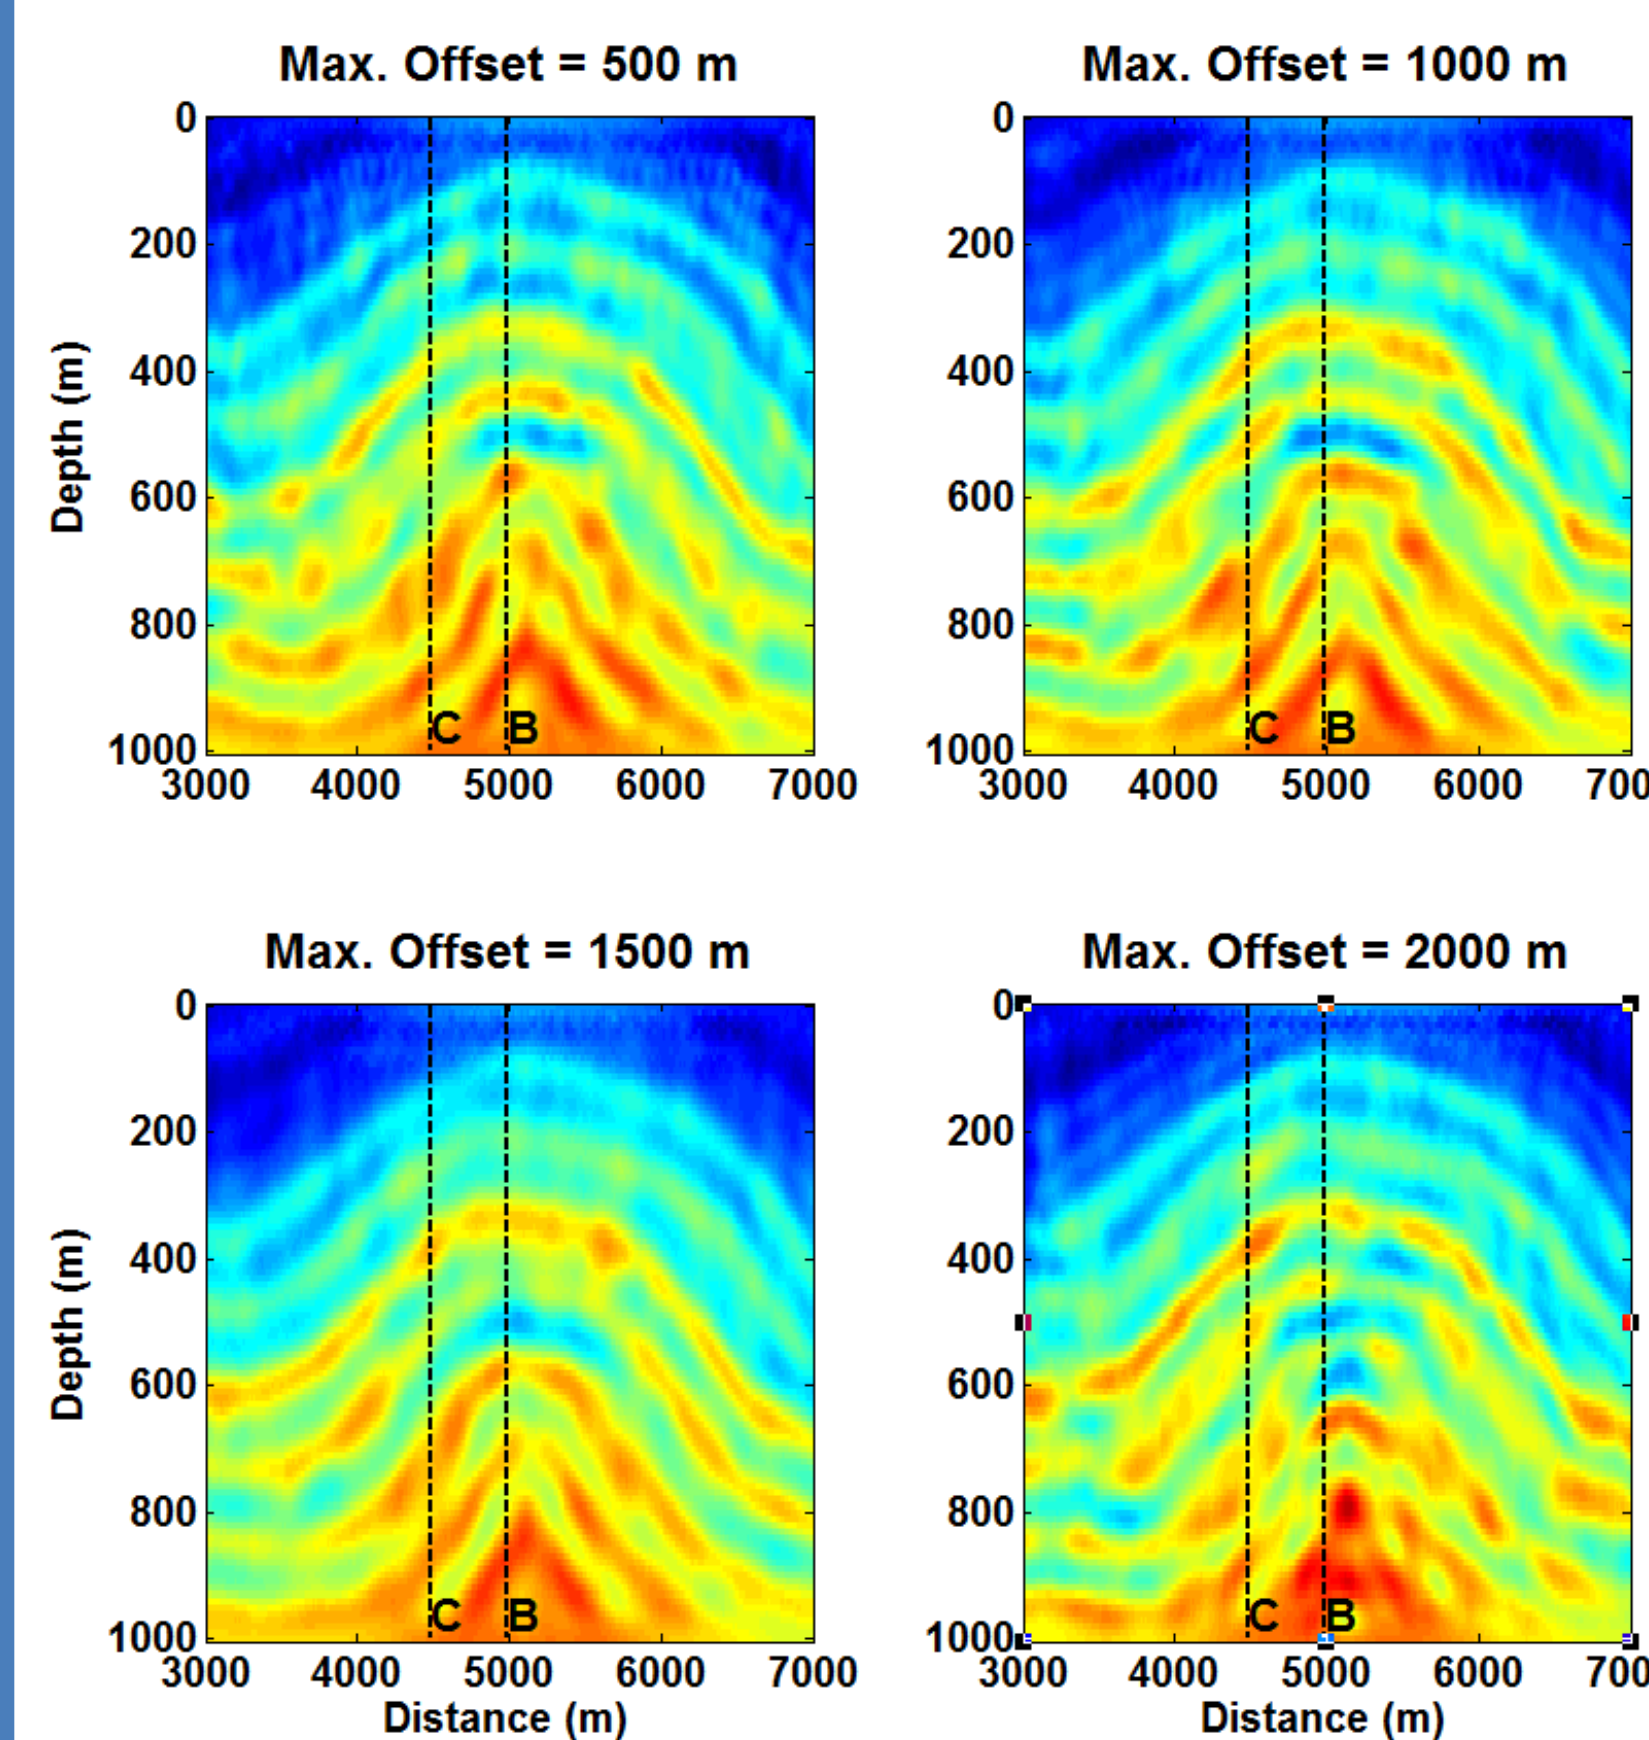 Max. Offset = 500 m
Max. Offset = 1000 m
0
200
400
600
800
1000
Depth (m)
C
B
3000 4000 5000 6000 7000
0
200
400
600
800
1000
C
B
3000 4000 5000 6000 700
Max. Offset = 1500 m
Max. Offset = 2000 m
0
200
400
600
800
1000
Depth (m)
C
B
3000 4000 5000 6000 7000
Distance (m)
0
200
400
600
800
1000
C
B
3000 4000 5000 6000 700
Distance (m)